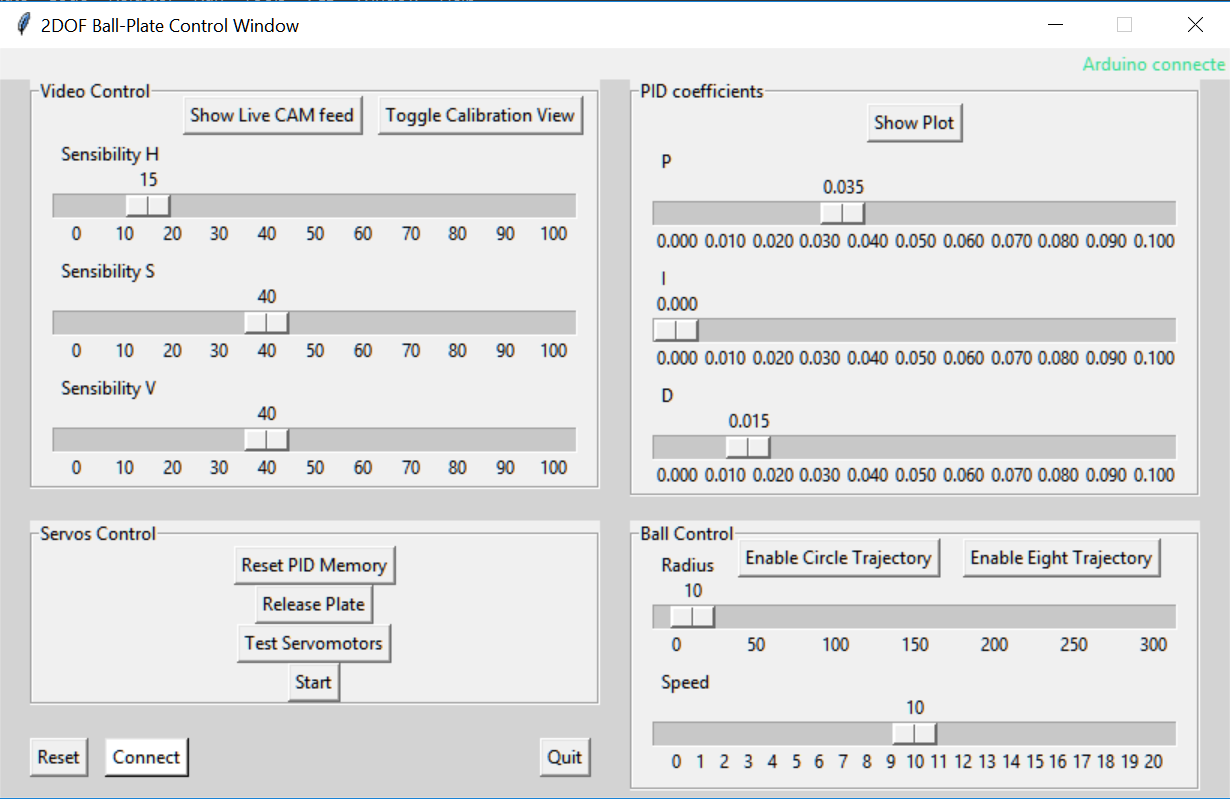 2DOF Ball-Plate Control Window
Arduino connecte
Video Control
Show Live CAM feed
Toggle Calibration View
Sensibility H
15
0 10 20 30 40 50 60 70 80 90 100
Sensibility S
40
0 10 20 30 40 50 60 70 80 90 100
Sensibility V
40
0 10 20 30 40 50 60 70 80 90 100
PID coefficients
Show Plot
P
0.035
0.000 0.010 0.020 0.030 0.040 0.050 0.060 0.070 0.080 0.090 0.100
I
0.000
0.000 0.010 0.020 0.030 0.040 0.050 0.060 0.070 0.080 0.090 0.100
D
0.015
0.000 0.010 0.020 0.030 0.040 0.050 0.060 0.070 0.080 0.090 0.100
Servos Control
Reset PID Memory
Release Plate
Test Servomotors
Start
Ball Control
Enable Circle Trajectory
Enable Eight Trajectory
Radius
10
0 50 100 150 200 250 300
Speed
10
0 1 2 3 4 5 6 7 8 9 10 11 12 13 14 15 16 17 18 19 20
Reset
Connect
Quit